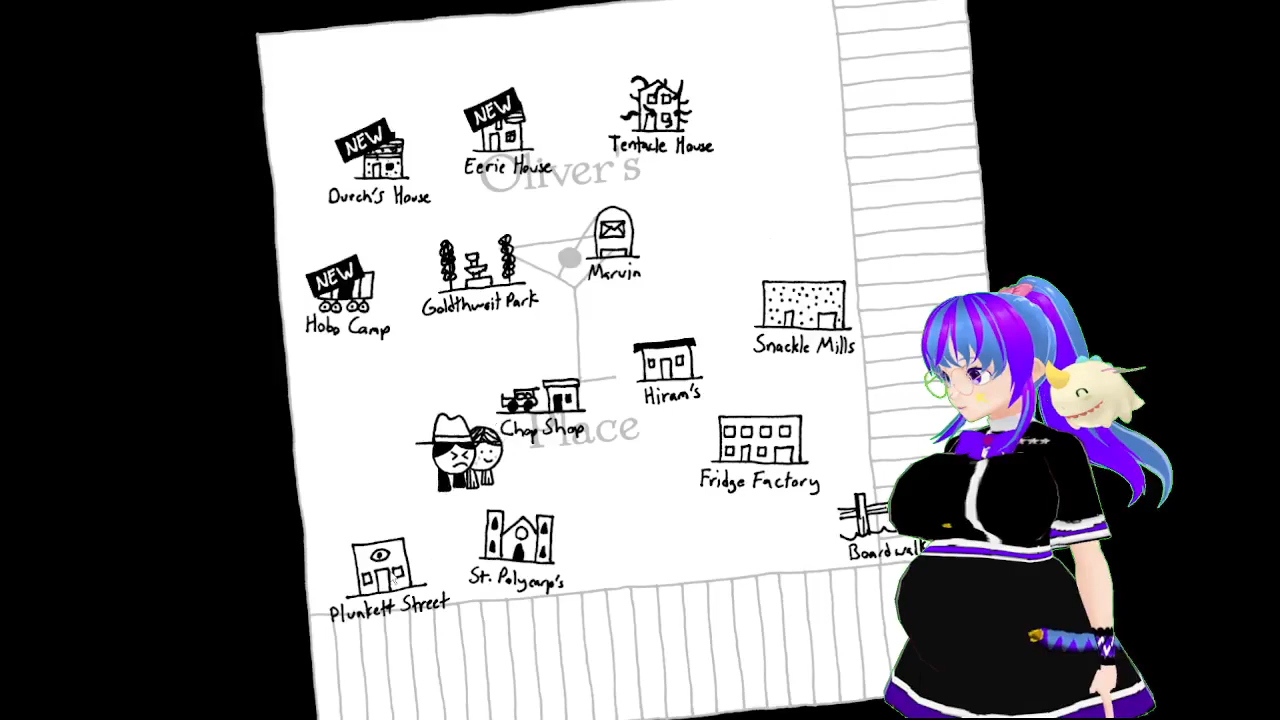 NEW
NEW
Tentacle House
Eerie House
Durch's House
Oliver's
NEW
Marvin
Goldthwait Park
Hobo Camp
Snackle Mills
Hiram's
Chop Shop
Place
Fridge Factory
Boardwalk
St. Polycarp's
Plunkett Street